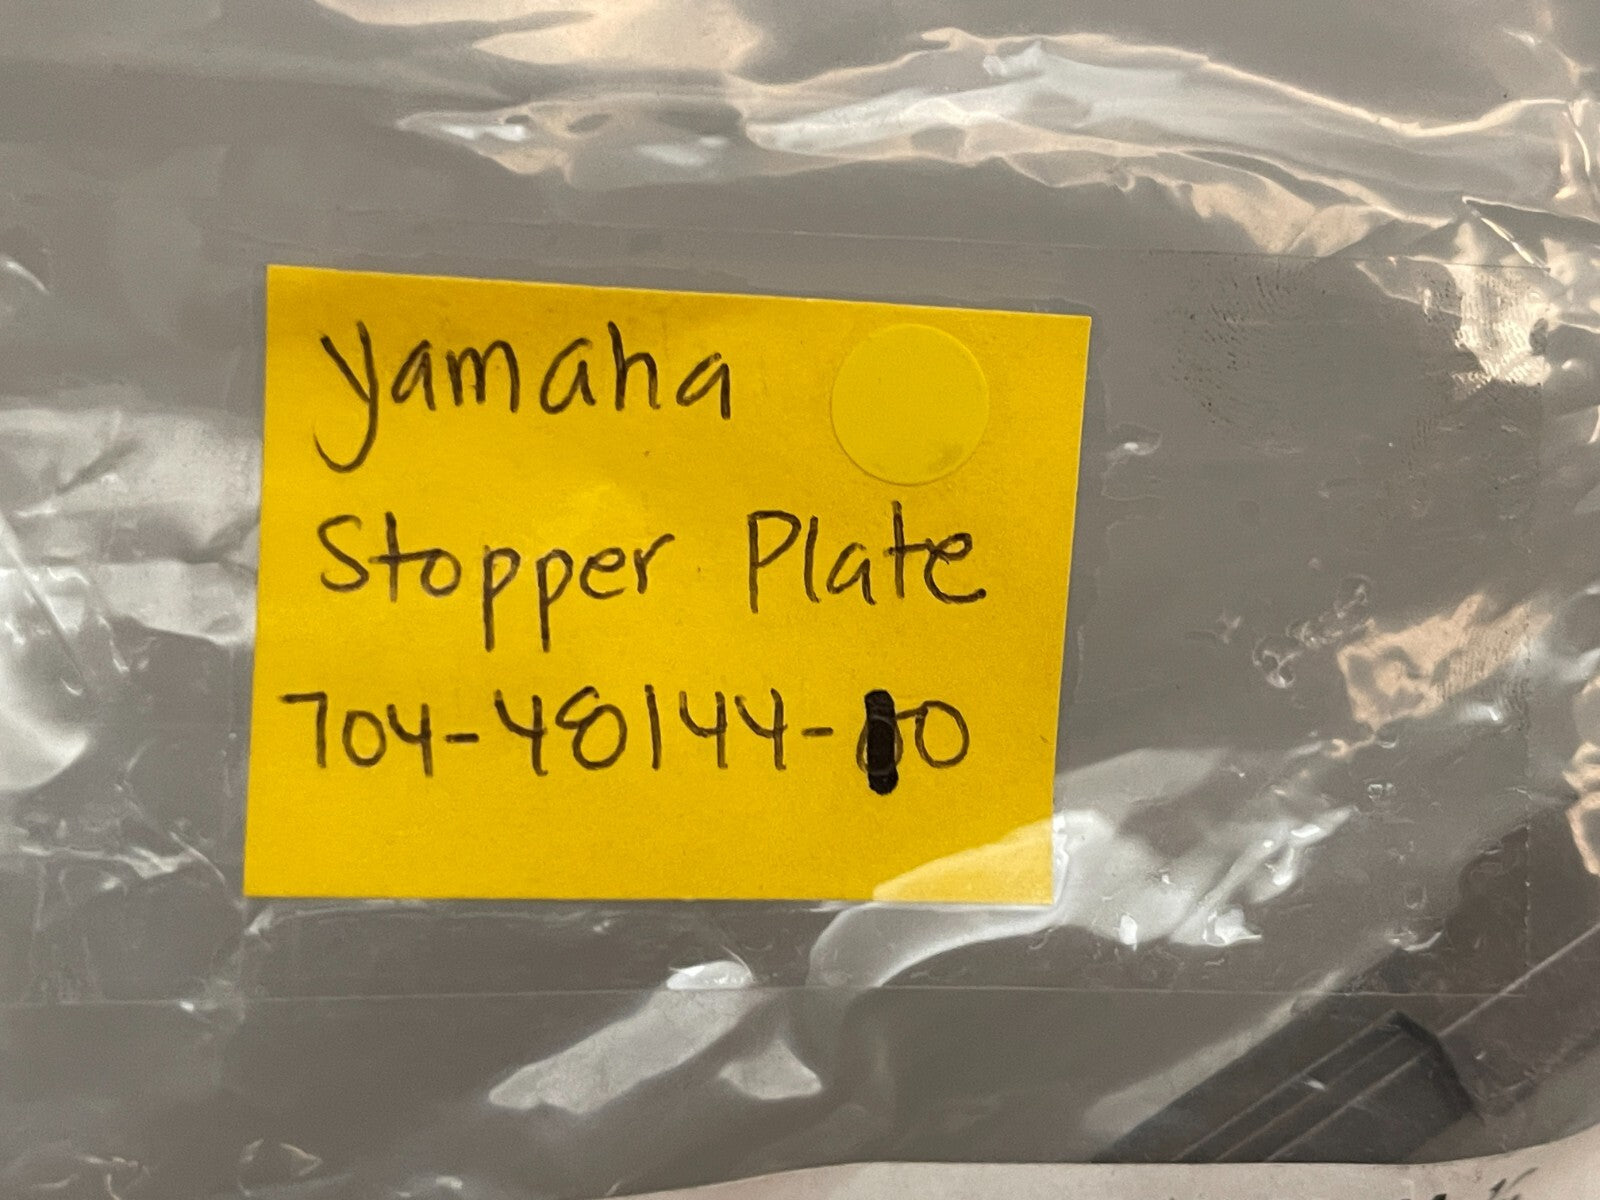 Yamaha
Stopper Plate
704-48144-10